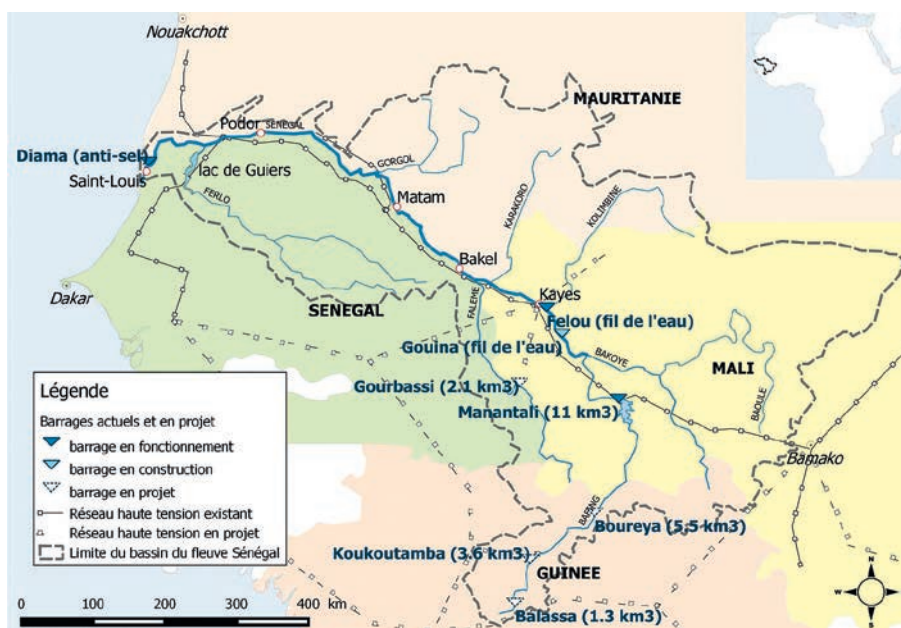 Nouakchott
MAURITANIE
Podor
SENEGAL
Diama (anti-sel)
GORGOL
lac de Guiers
Saint-Louis
FERLO
Matam
KARAKORO
KOLIMBINE
Bakel
Dakar
SENEGAL
FALEME
Kayes
Felou (fil de l'eau)
Gouina (fil de l'eau)
BAKOYE
MALI
Gourbassi (2.1 km3)
Manantali (11 km3)
BAOULE
Bamako
BAFING
Boureya (5,5 km3)
Koukoutamba (3.6 km3)
GUINEE
Balassa (1.3 km3)
Légende
Barrages actuels et en projet
barrage en fonctionnement
barrage en construction
barrage en projet
Réseau haute tension existant
Réseau haute tension en projet
Limite du bassin du fleuve Sénégal
0 100 200 300 400 km
N
W E
S